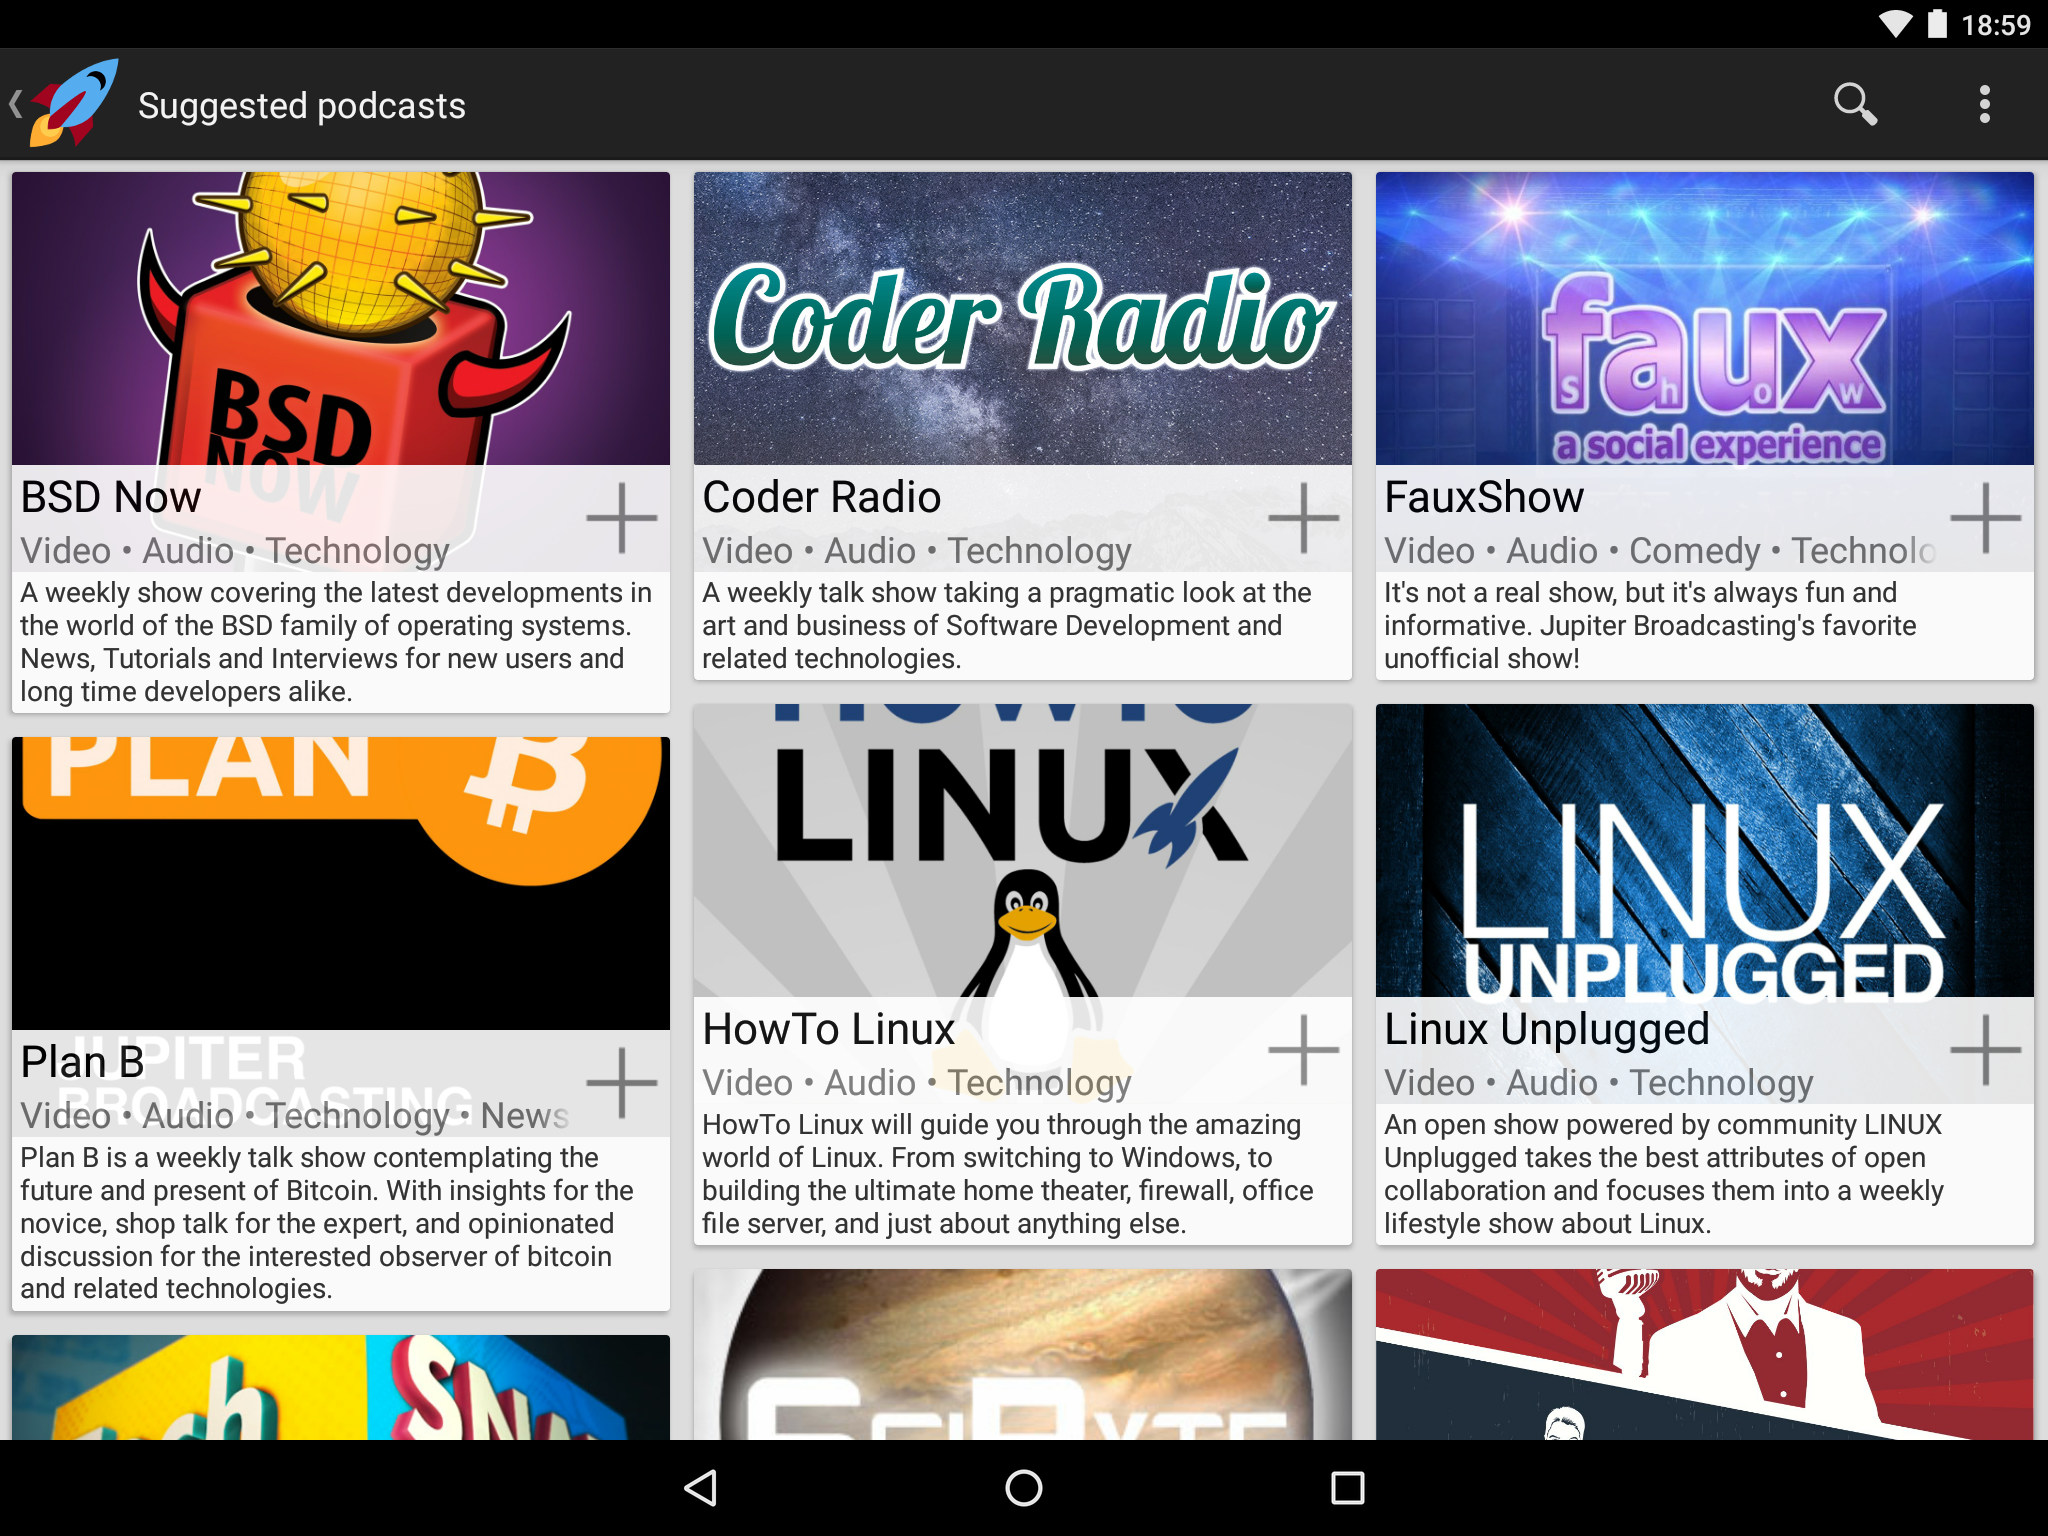 18:59
Suggested podcasts
BSD
NOW
BSD Now
Video • Audio • Technology
A weekly show covering the latest developments in
the world of the BSD family of operating systems.
News, Tutorials and Interviews for new users and
long time developers alike.
Coder Radio
Coder Radio
Video • Audio • Technology
A weekly talk show taking a pragmatic look at the
art and business of Software Development and
related technologies.
faux
Show
a social experience
FauxShow
Video • Audio • Comedy • Technolo
It's not a real show, but it's always fun and
informative. Jupiter Broadcasting's favorite
unofficial show!
PLAN B
JUPITER
BROADCASTING
Plan B
Video • Audio • Technology • News
Plan B is a weekly talk show contemplating the
future and present of Bitcoin. With insights for the
novice, shop talk for the expert, and opinionated
discussion for the interested observer of bitcoin
and related technologies.
HOWTO
LINUX
HowTo Linux
Video • Audio • Technology
HowTo Linux will guide you through the amazing
world of Linux. From switching to Windows, to
building the ultimate home theater, firewall, office
file server, and just about anything else.
LINUX
UNPLUGGED
Linux Unplugged
Video • Audio • Technology
An open show powered by community LINUX
Unplugged takes the best attributes of open
collaboration and focuses them into a weekly
lifestyle show about Linux.
SCIBYTE